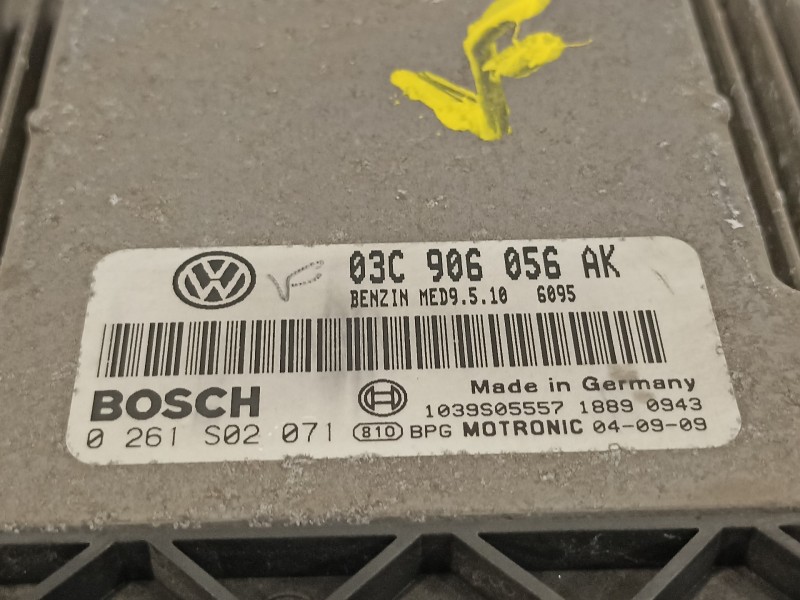 03C 906 056 AK
BENZIN MED9.5.10 6095
BOSCH
Made in Germany
1039S05557 1889 0943
0 261 S02 071 810 BPG MOTRONIC 04-09-09